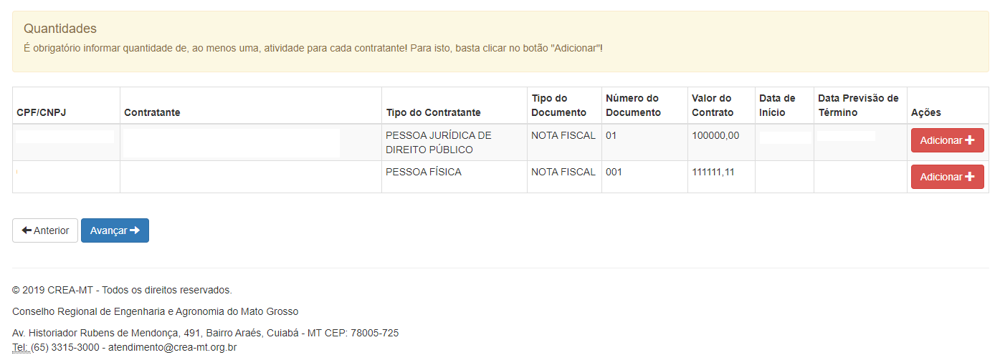 Quantidades
É obrigatório informar quantidade de, ao menos uma, atividade para cada contratante! Para isto, basta clicar no botão "Adicionar"!
CPF/CNPJ Contratante Tipo do Contratante Tipo do Documento Número do Documento Valor do Contrato Data de Início Data Previsão de Término Ações
PESSOA JURÍDICA DE DIREITO PÚBLICO NOTA FISCAL 01 100000,00 Adicionar
PESSOA FÍSICA NOTA FISCAL 001 111111,11 Adicionar
Anterior Avançar
© 2019 CREA-MT - Todos os direitos reservados.
Conselho Regional de Engenharia e Agronomia do Mato Grosso
Av. Historiador Rubens de Mendonça, 491, Bairro Araés, Cuiabá - MT CEP: 78005-725
Tel: (65) 3315-3000 - atendimento@crea-mt.org.br